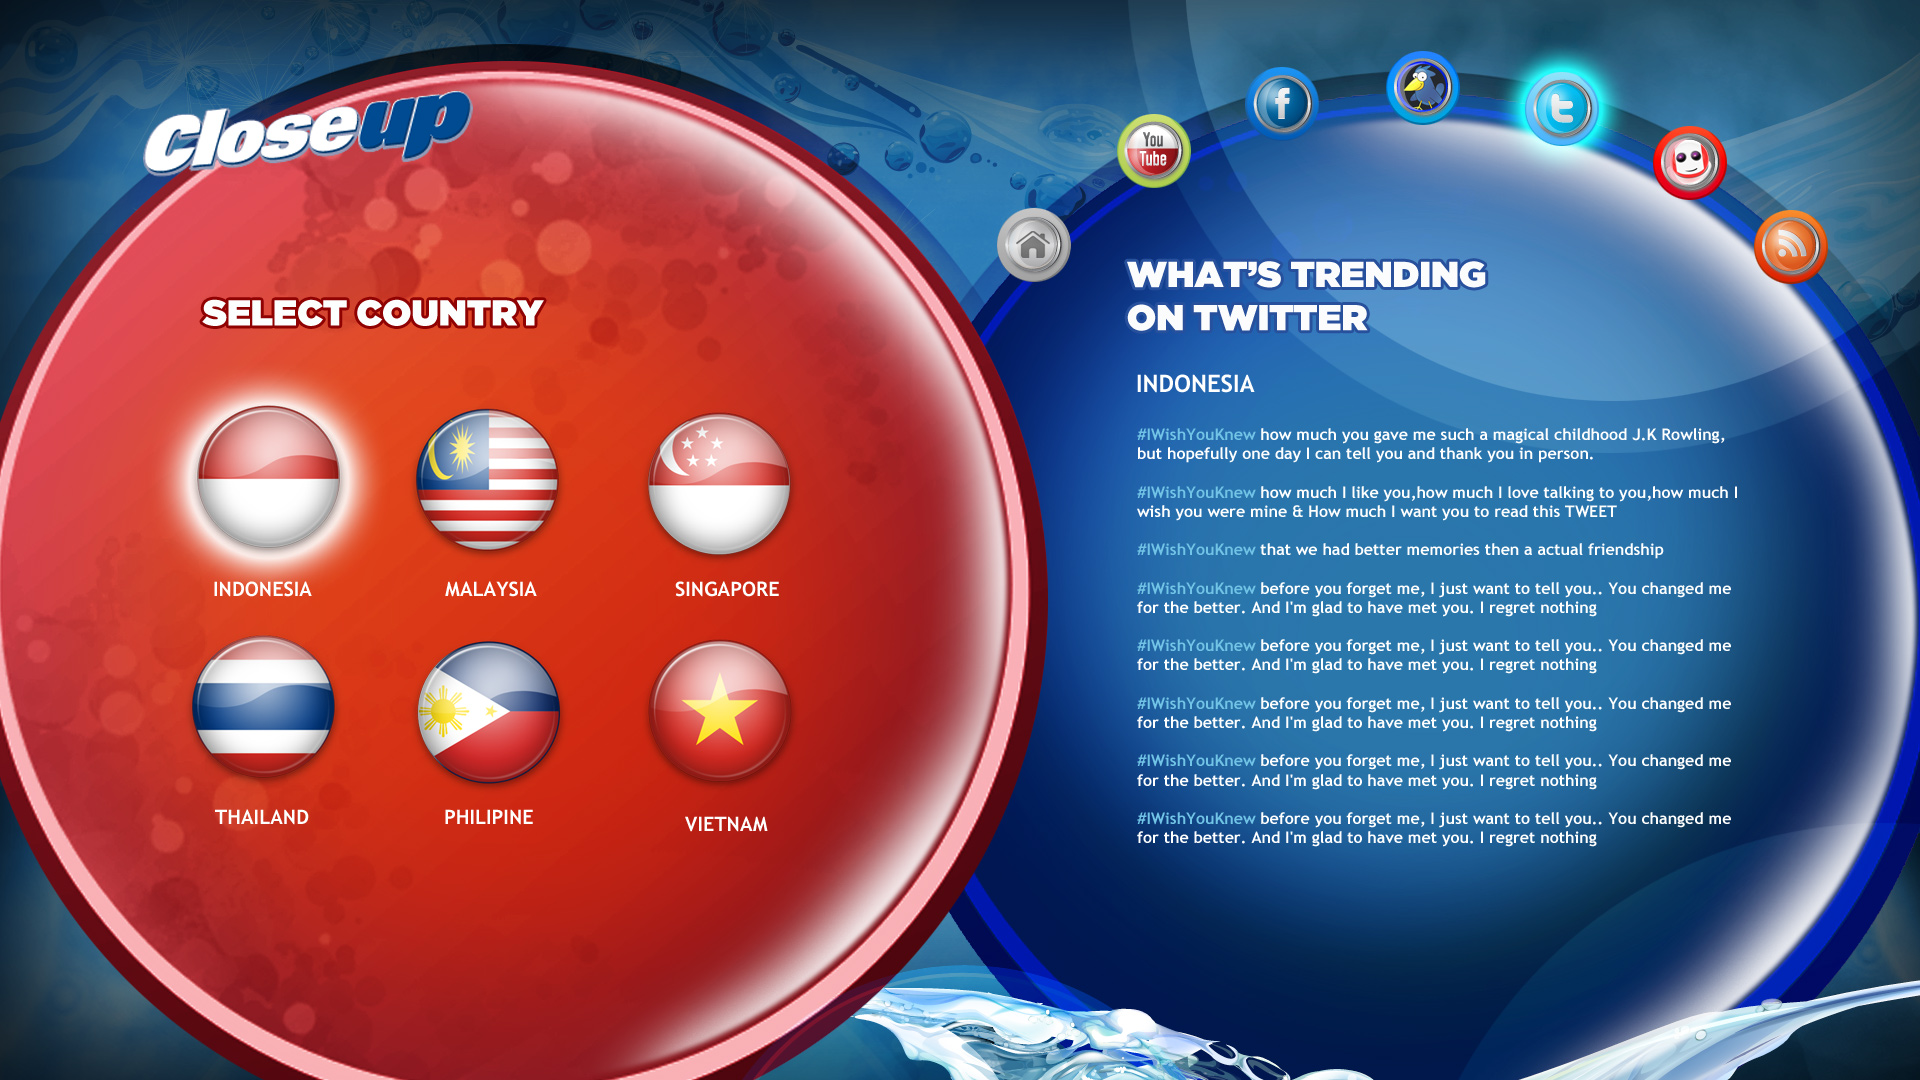 Closeup
SELECT COUNTRY
INDONESIA
MALAYSIA
SINGAPORE
THAILAND
PHILIPINE
VIETNAM
You
Tube
f
t
WHAT'S TRENDING
ON TWITTER
INDONESIA
#IWishYouKnew how much you gave me such a magical childhood J.K Rowling,
but hopefully one day I can tell you and thank you in person.
#IWishYouKnew how much I like you,how much I love talking to you,how much I
wish you were mine & How much I want you to read this TWEET
#IWishYouKnew that we had better memories then a actual friendship
#IWishYouKnew before you forget me, I just want to tell you.. You changed me
for the better. And I'm glad to have met you. I regret nothing
#IWishYouKnew before you forget me, I just want to tell you.. You changed me
for the better. And I'm glad to have met you. I regret nothing
#IWishYouKnew before you forget me, I just want to tell you.. You changed me
for the better. And I'm glad to have met you. I regret nothing
#IWishYouKnew before you forget me, I just want to tell you.. You changed me
for the better. And I'm glad to have met you. I regret nothing
#IWishYouKnew before you forget me, I just want to tell you.. You changed me
for the better. And I'm glad to have met you. I regret nothing